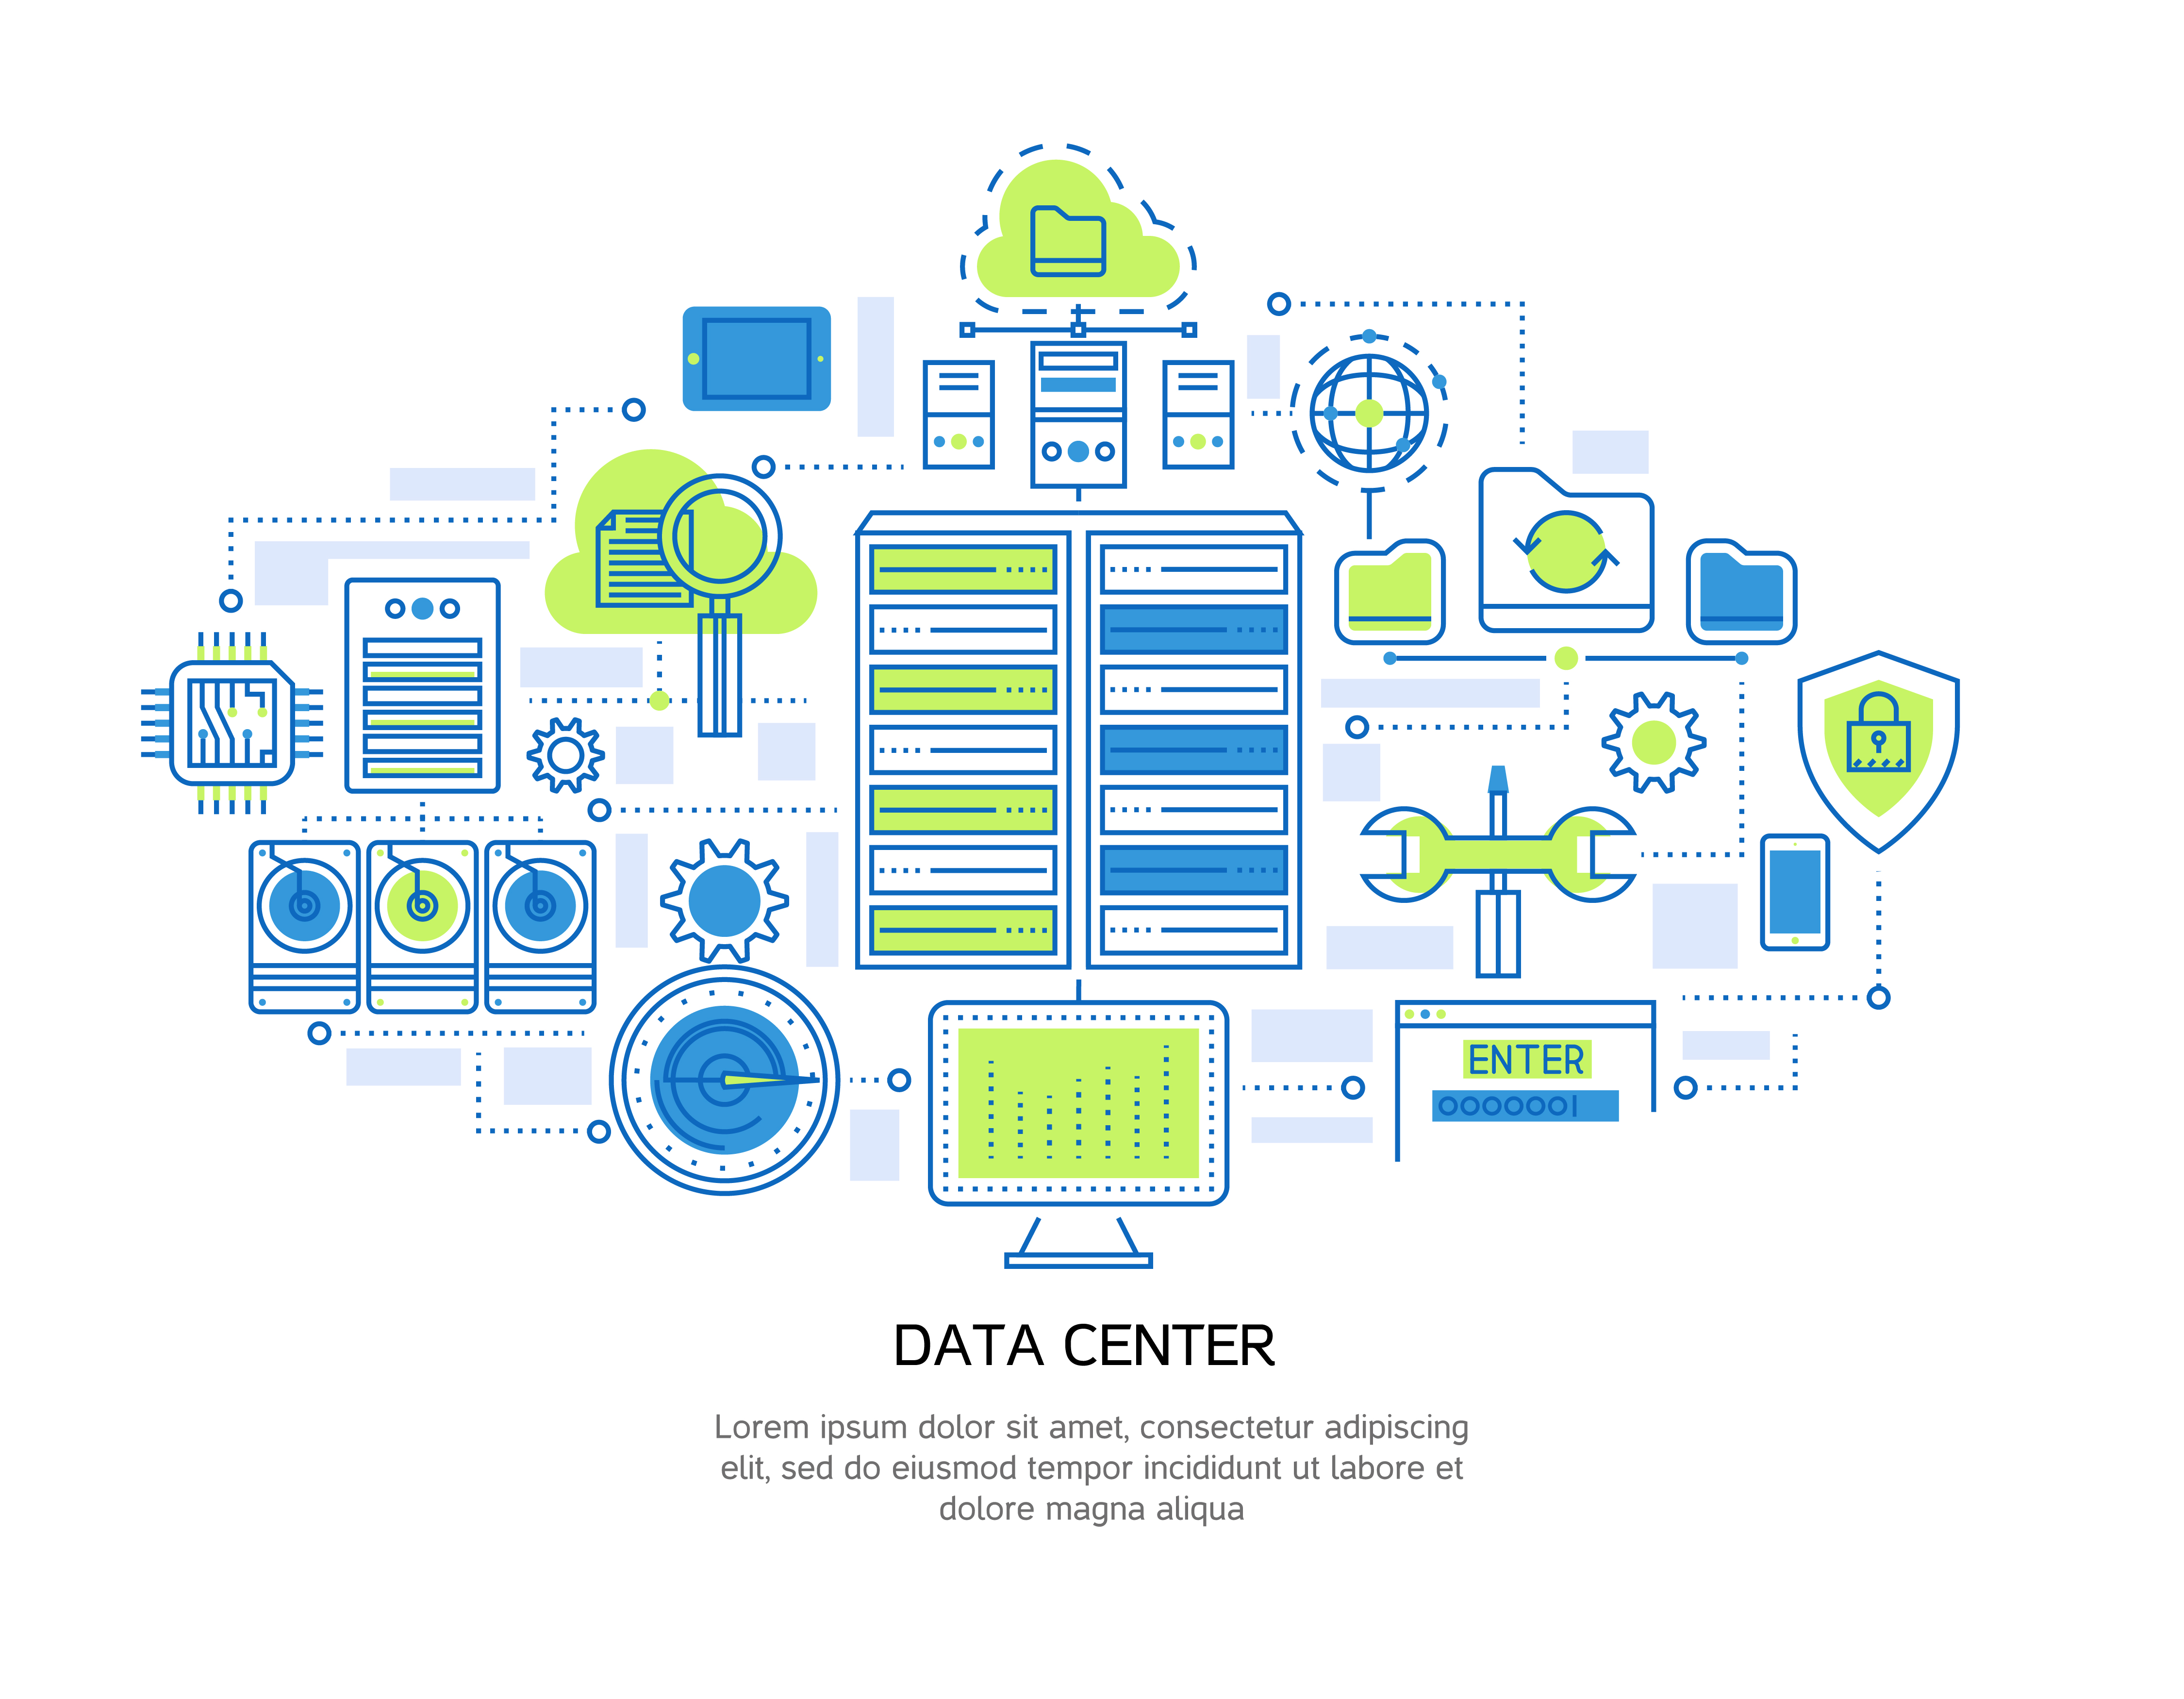 ENTER
DATA CENTER
Lorem ipsum dolor sit amet, consectetur adipiscing
elit, sed do eiusmod tempor incididunt ut labore et
dolore magna aliqua